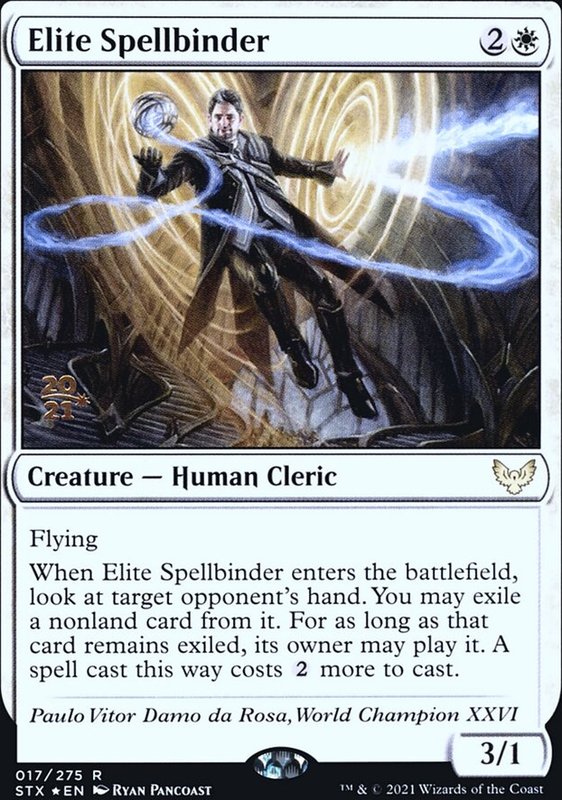 Elite Spellbinder 2
20
21
Creature — Human Cleric
Flying
When Elite Spellbinder enters the battlefield,
look at target opponent's hand. You may exile
a nonland card from it. For as long as that
card remains exiled, its owner may play it. A
spell cast this way costs 2 more to cast.
Paulo Vitor Damo da Rosa, World Champion XXVI
3/1
017/275 R
STX ★ EN Ryan Pancoast
™ & © 2021 Wizards of the Coast